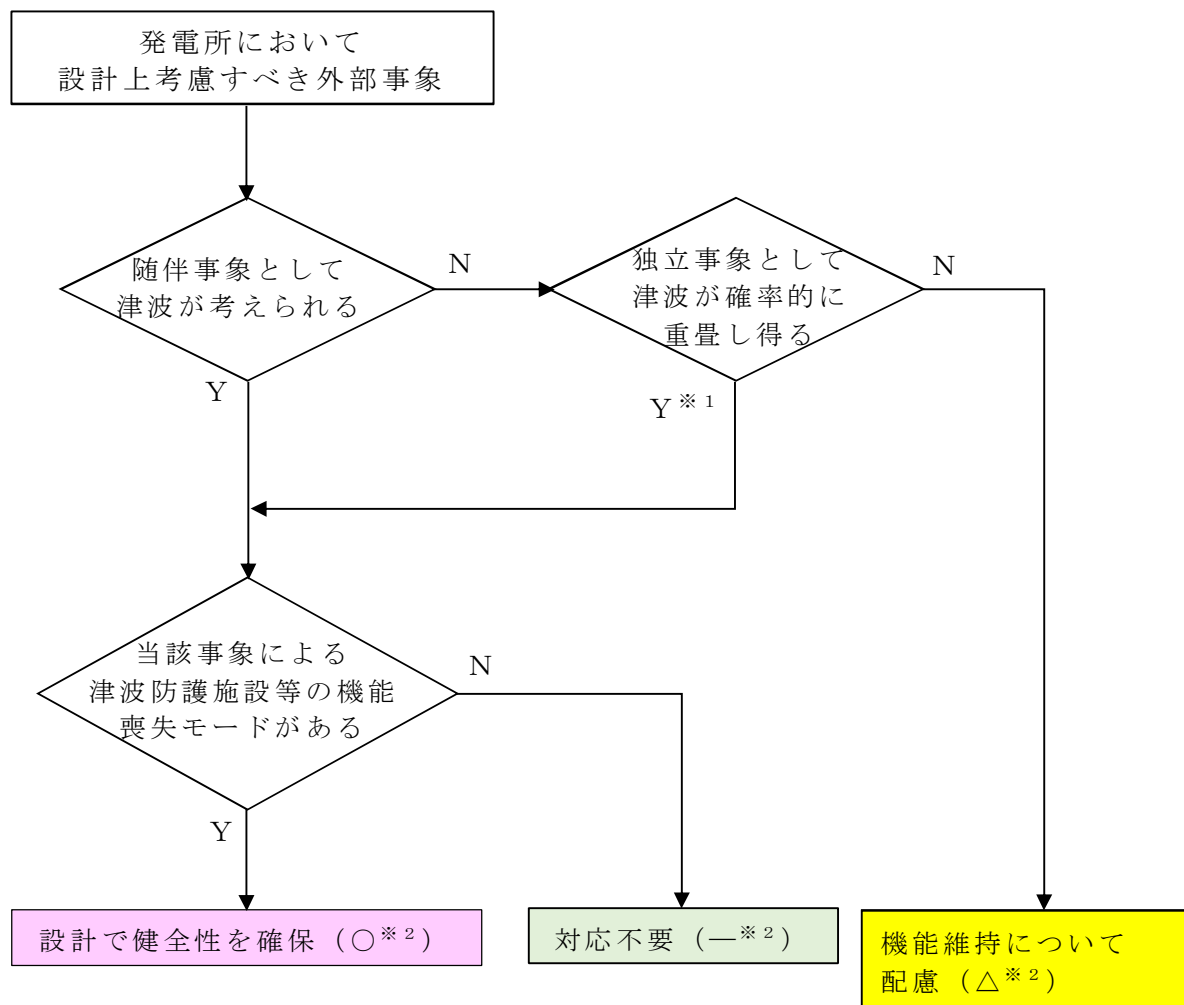 発電所において
設計上考慮すべき外部事象
随伴事象として
津波が考えられる
N
独立事象として
津波が確率的に
重畳し得る
N
Y
Y※1
当該事象による
津波防護施設等の機能
喪失モードがある
N
Y
設計で健全性を確保（○※2）
対応不要（―※2）
機能維持について
配慮（△※2）